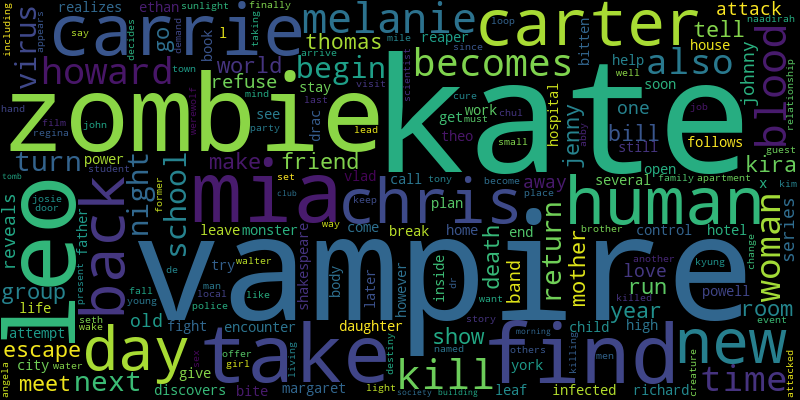 vampire
kate
zombie
carrie
carter
melanie
find
take
human
mia
chris
leo
back
day
new
kill
becomes
howard
begin
also
blood
woman
time
return
night
school
virus
thomas
world
refuse
friend
turn
make
go
realizes
book
ethan
sunlight
finally
taking
decides
appears
including
say
town
hand
film
regina
john
mind
see
party
stay
last
drac
reaper
mile
since
loop
demand
arrive
visit
werewolf
lead
scientist
cure
chul
small
get
work
must
well
job
theo
abby
hospital
jenny
bitten
help
one
bill
still
soon
house
tell
attack
johnny
naadirah
relationship
follows
open
kira
x
guest
kim
family
apartment
several
away
call
tony
become
place
plan
vlad
set
club
keep
way
leave
monster
come
break
home
end
band
death
mother
brother
control
hotel
another
love
run
year
powell
room
series
event
change
kyung
killed
child
high
story
want
dr
inside
however
later
body
shakespeare
walter
try
man
local
police
like
de
father
power
student
former
door
josie
tomb
reveals
group
life
present
attempt
fall
young
seth
wake
old
fight
encounter
daughter
show
destiny
light
living
margaret
bite
girl
offer
sex
give
discovers
city
water
escape
meet
next
angela
society
building
morning
others
named
york
leaf
men
killing
infected
richard
creature
attacked